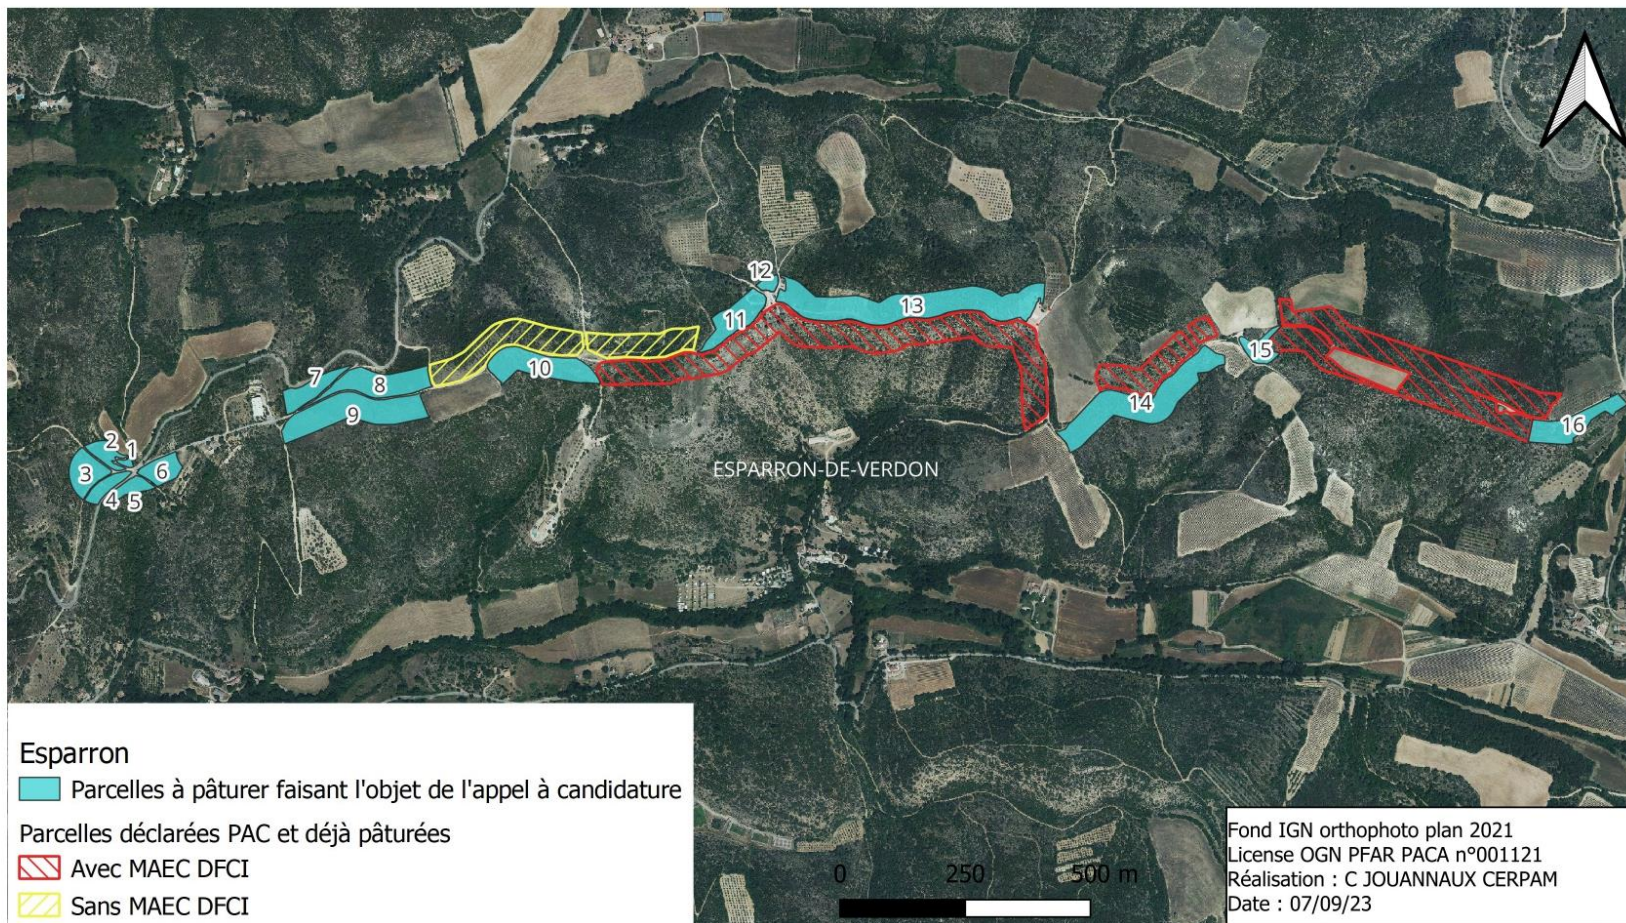 12
13
11
15
10
7
8
14
9
16
2
1
3
6
4
5
ESPARRON-DE-VERDON
Esparron
Parcelles à pâturer faisant l'objet de l'appel à candidature
Parcelles déclarées PAC et déjà pâturées
Avec MAEC DFCI
Sans MAEC DFCI
0 250 500 m
Fond IGN orthophoto plan 2021
License OGN PFAR PACA n°001121
Réalisation : C JOUANNAUX CERPAM
Date : 07/09/23